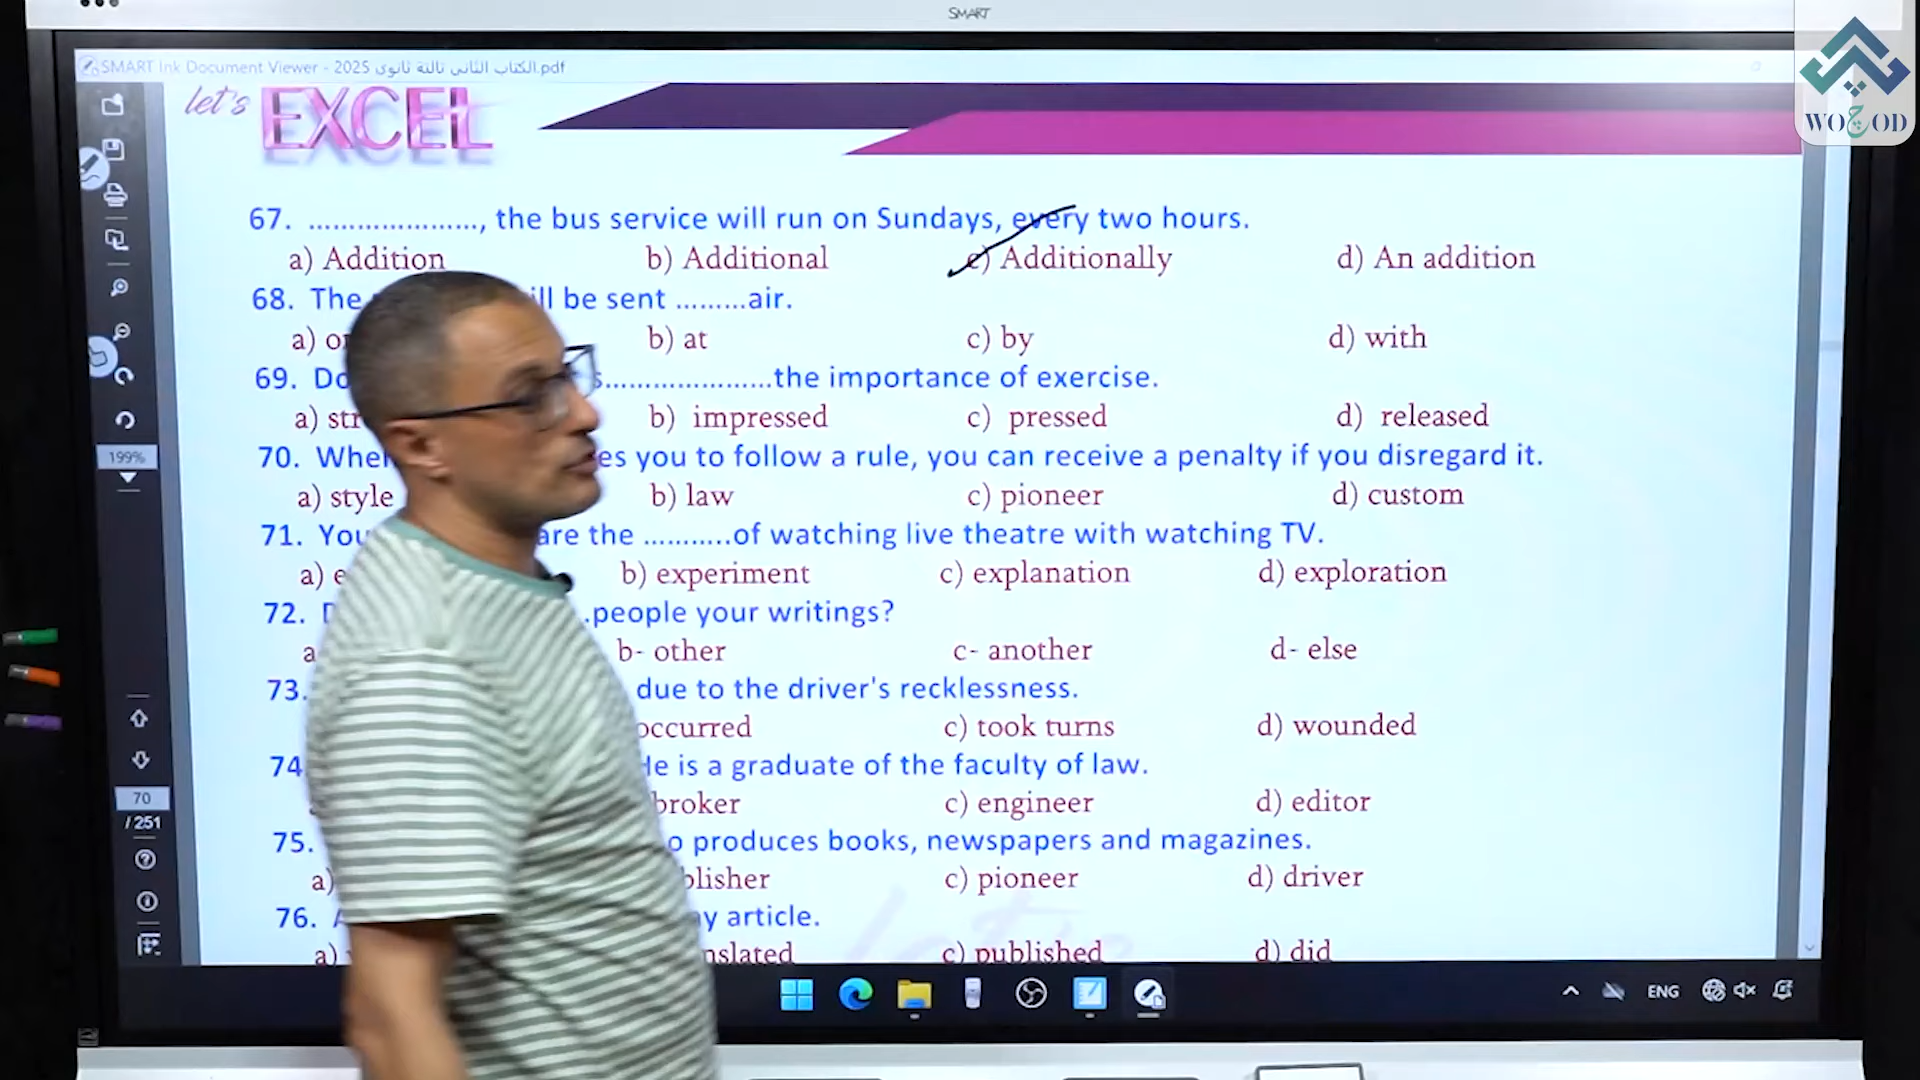 SMART
SMART Ink Document Viewer - الكتاب الثاني ثالثة ثانوي 2025.pdf
WOجOD
let's EXCEL
67. ....................., the bus service will run on Sundays, every two hours.
a) Addition b) Additional c) Additionally d) An addition
68. The ill be sent .........air.
a) b) at c) by d) with
69. .....................the importance of exercise.
a) b) impressed c) pressed d) released
70. you to follow a rule, you can receive a penalty if you disregard it.
a) style b) law c) pioneer d) custom
71. You are the ...........of watching live theatre with watching TV.
a) b) experiment c) explanation d) exploration
72. .people your writings?
b- other c- another d- else
73. due to the driver's recklessness.
occurred c) took turns d) wounded
74 He is a graduate of the faculty of law.
broker c) engineer d) editor
75. produces books, newspapers and magazines.
a) blisher c) pioneer d) driver
76. article.
a) nslated c) published d) did
199%
70
/ 251
ENG